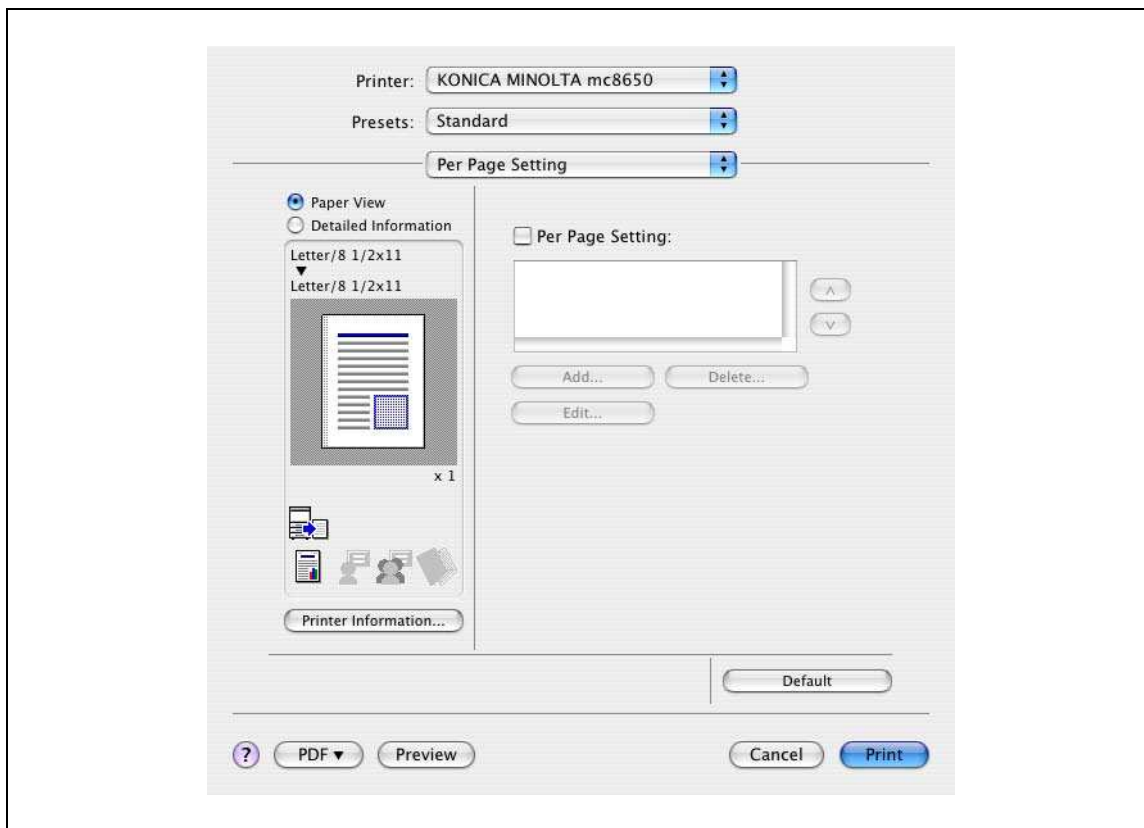 Printer: KONICA MINOLTA mc8650
Presets: Standard
Per Page Setting
Paper View
Detailed Information
Letter/8 1/2x11
Letter/8 1/2x11
x 1
Printer Information...
Per Page Setting:
Add... Delete...
Edit...
Default
? PDF Preview Cancel Print